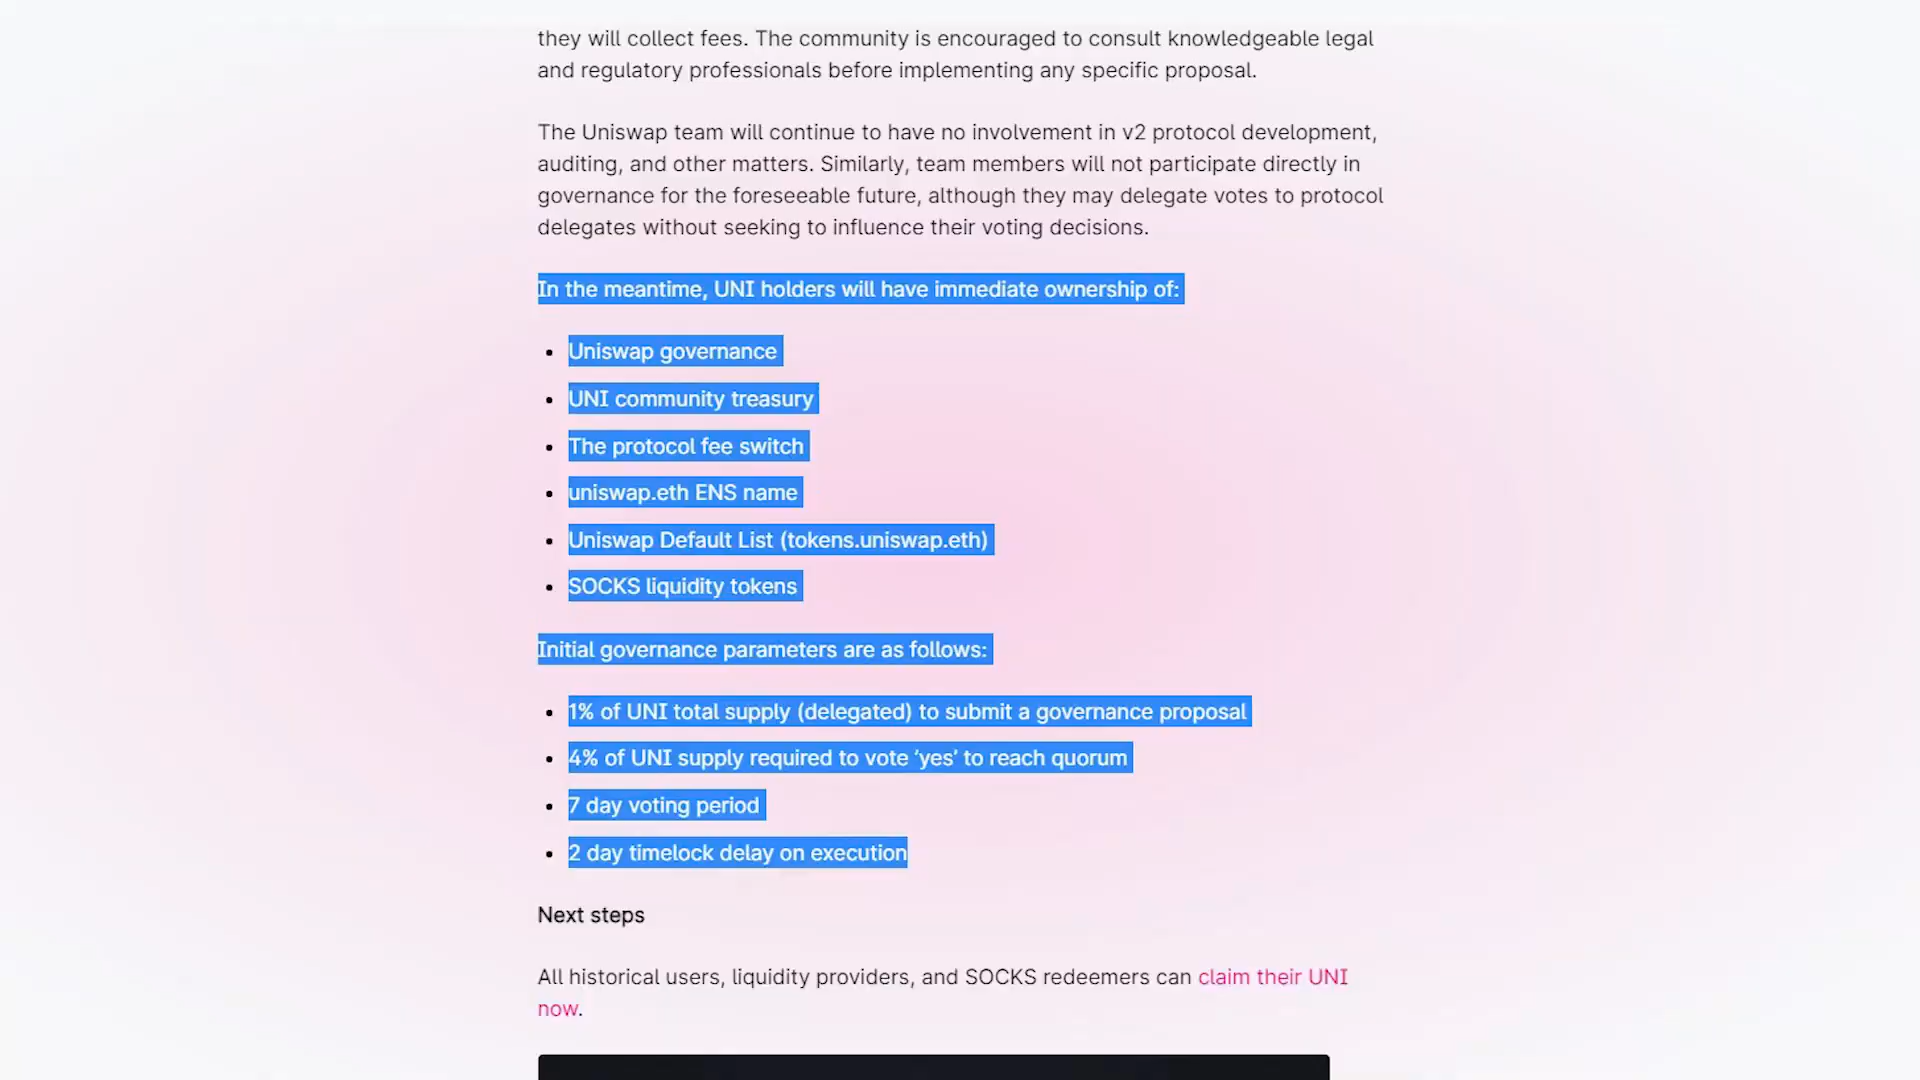 they will collect fees. The community is encouraged to consult knowledgeable legal
and regulatory professionals before implementing any specific proposal.
The Uniswap team will continue to have no involvement in v2 protocol development,
auditing, and other matters. Similarly, team members will not participate directly in
governance for the foreseeable future, although they may delegate votes to protocol
delegates without seeking to influence their voting decisions.
In the meantime, UNI holders will have immediate ownership of:
• Uniswap governance
• UNI community treasury
• The protocol fee switch
• uniswap.eth ENS name
• Uniswap Default List (tokens.uniswap.eth)
• SOCKS liquidity tokens
Initial governance parameters are as follows:
• 1% of UNI total supply (delegated) to submit a governance proposal
• 4% of UNI supply required to vote ‘yes’ to reach quorum
• 7 day voting period
• 2 day timelock delay on execution
Next steps
All historical users, liquidity providers, and SOCKS redeemers can claim their UNI
now.